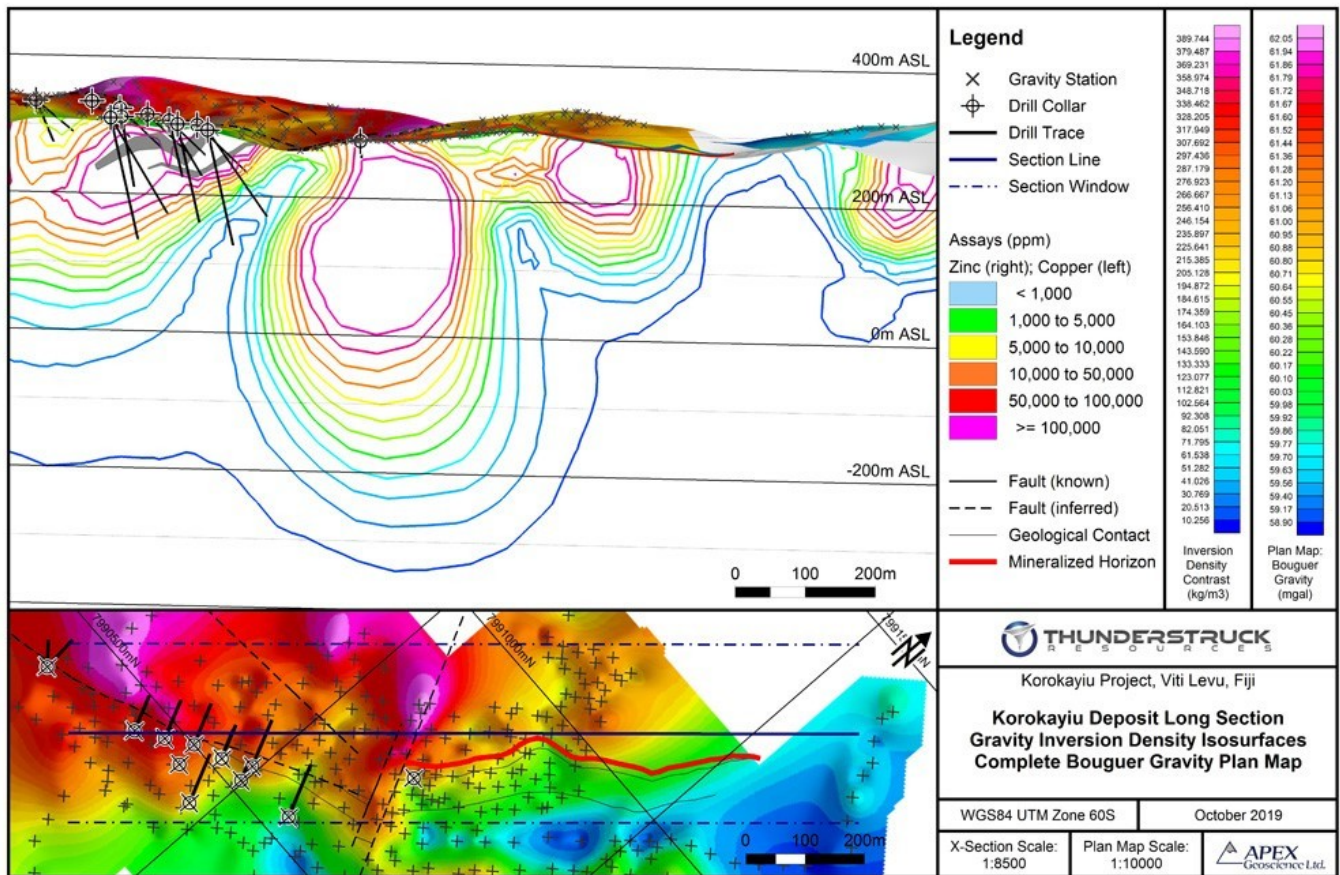 400m ASL
200m ASL
0m ASL
-200m ASL
0 100 200m
Legend
Gravity Station
Drill Collar
Drill Trace
Section Line
Section Window
Assays (ppm)
Zinc (right); Copper (left)
< 1,000
1,000 to 5,000
5,000 to 10,000
10,000 to 50,000
50,000 to 100,000
>= 100,000
Fault (known)
Fault (inferred)
Geological Contact
Mineralized Horizon
389.744
379.487
369.231
358.974
348.718
338.462
328.205
317.949
307.692
297.436
287.179
276.923
266.667
256.410
246.154
235.897
225.641
215.385
205.128
194.872
184.615
174.359
164.103
153.846
143.590
133.333
123.077
112.821
102.564
92.308
82.051
71.795
61.538
51.282
41.026
30.769
20.513
10.256
Inversion
Density
Contrast
(kg/m3)
62.05
61.94
61.86
61.79
61.72
61.67
61.60
61.52
61.44
61.36
61.28
61.20
61.13
61.06
61.00
60.95
60.88
60.80
60.71
60.64
60.55
60.45
60.36
60.28
60.22
60.17
60.10
60.03
59.98
59.92
59.86
59.77
59.70
59.63
59.56
59.40
59.17
58.90
Plan Map:
Bouguer
Gravity
(mgal)
7990500mN
7991000mN
N
0 100 200m
THUNDERSTRUCK
RESOURCES
Korokayiu Project, Viti Levu, Fiji
Korokayiu Deposit Long Section
Gravity Inversion Density Isosurfaces
Complete Bouguer Gravity Plan Map
WGS84 UTM Zone 60S
October 2019
X-Section Scale:
1:8500
Plan Map Scale:
1:10000
APEX
Geoscience Ltd.